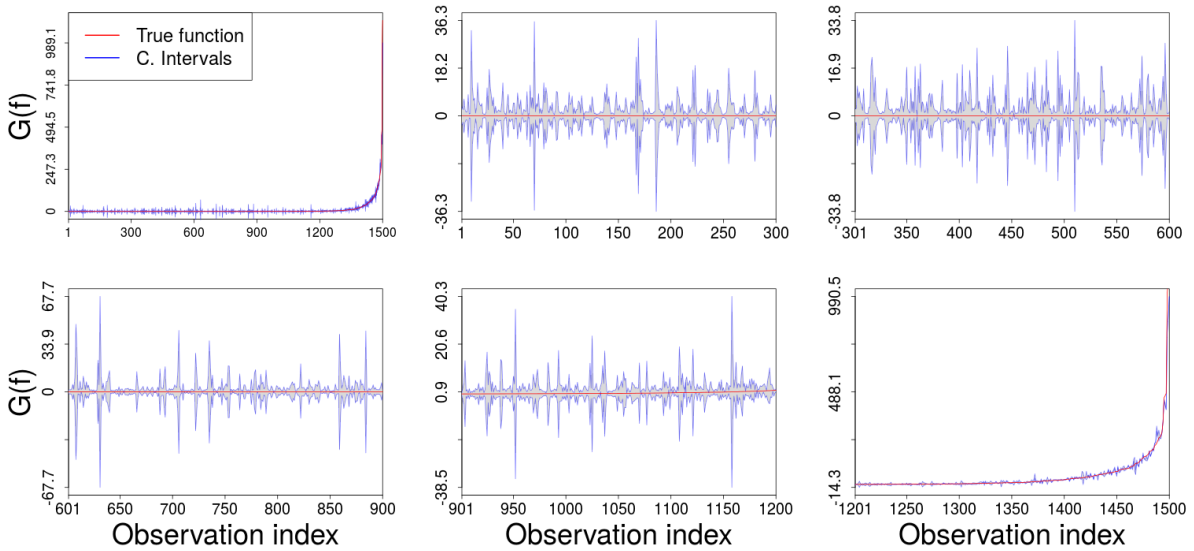 True function
C. Intervals
G(f)
989.1
741.8
494.5
247.3
0
1 300 600 900 1200 1500
36.3
18.2
0
-36.3
1 50 100 150 200 250 300
33.8
16.9
0
-33.8
301 350 400 450 500 550 600
G(f)
67.7
33.9
0
-67.7
601 650 700 750 800 850 900
Observation index
40.3
20.6
0.9
-38.5
901 950 1000 1050 1100 1150 1200
Observation index
990.5
488.1
-14.3
1201 1250 1300 1350 1400 1450 1500
Observation index